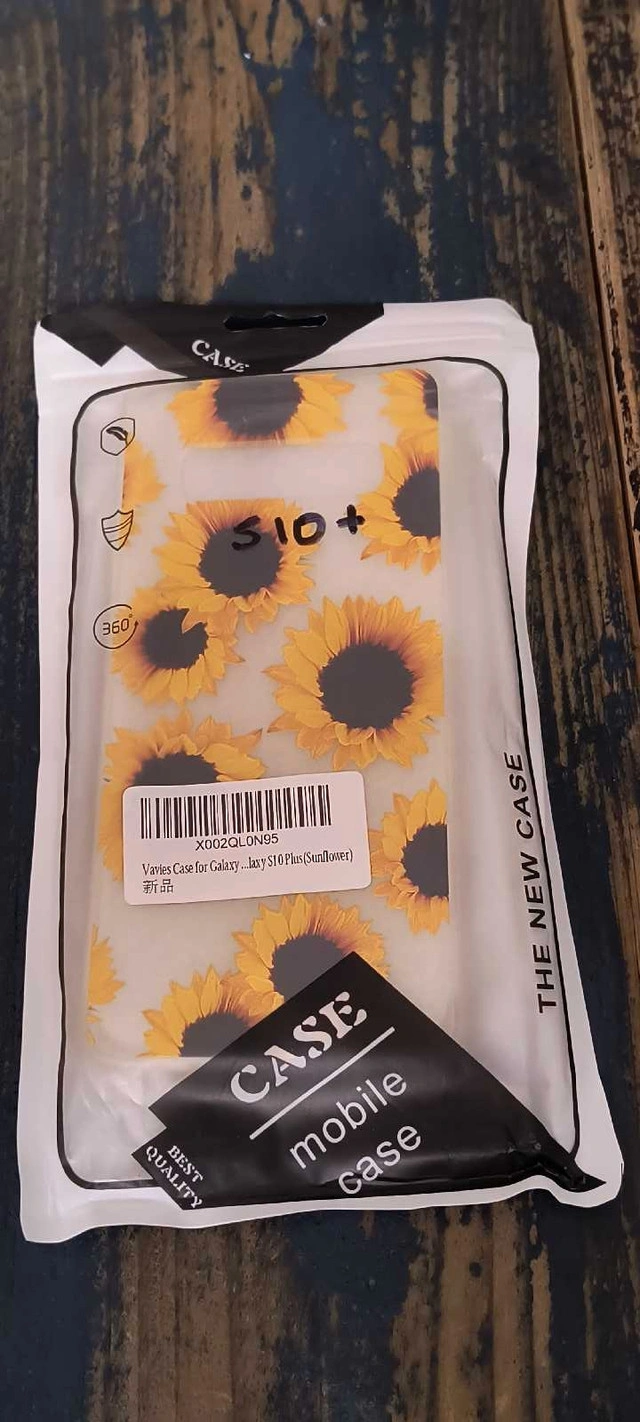 CASE
S10+
360°
X002QL0N95
Vavies Case for Galaxy ...laxy S10 Plus(Sunflower)
新品
THE NEW CASE
CASE
mobile
case
BEST
QUALITY